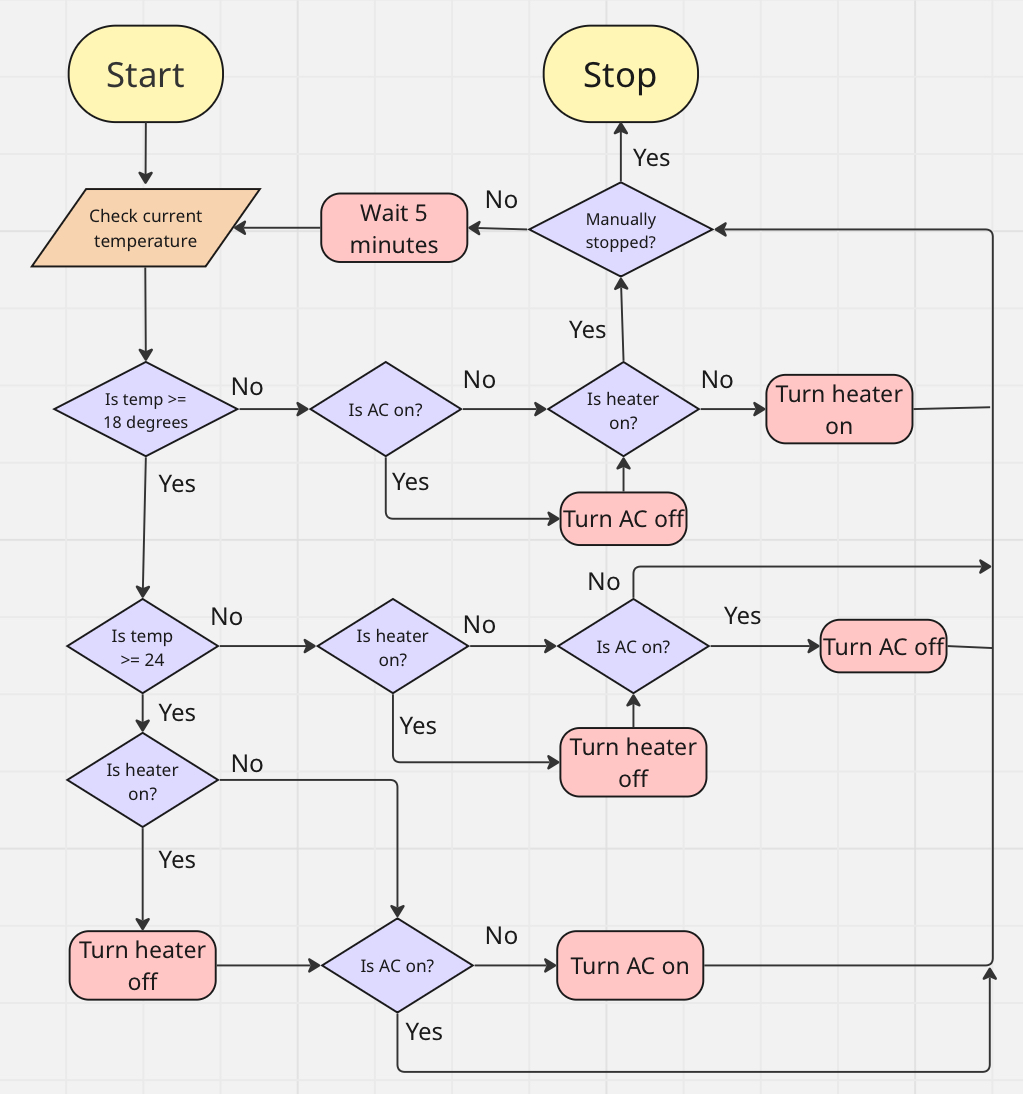 Start
Stop
Yes
Check current
temperature
Wait 5
minutes
No
Manually
stopped?
Yes
Is temp >=
18 degrees
No
Is AC on?
No
Is heater
on?
No
Turn heater
on
Yes
Yes
Turn AC off
No
Is temp
>= 24
No
Is heater
on?
No
Is AC on?
Yes
Turn AC off
Yes
Yes
Turn heater
off
Is heater
on?
No
Yes
Turn heater
off
Is AC on?
No
Turn AC on
Yes